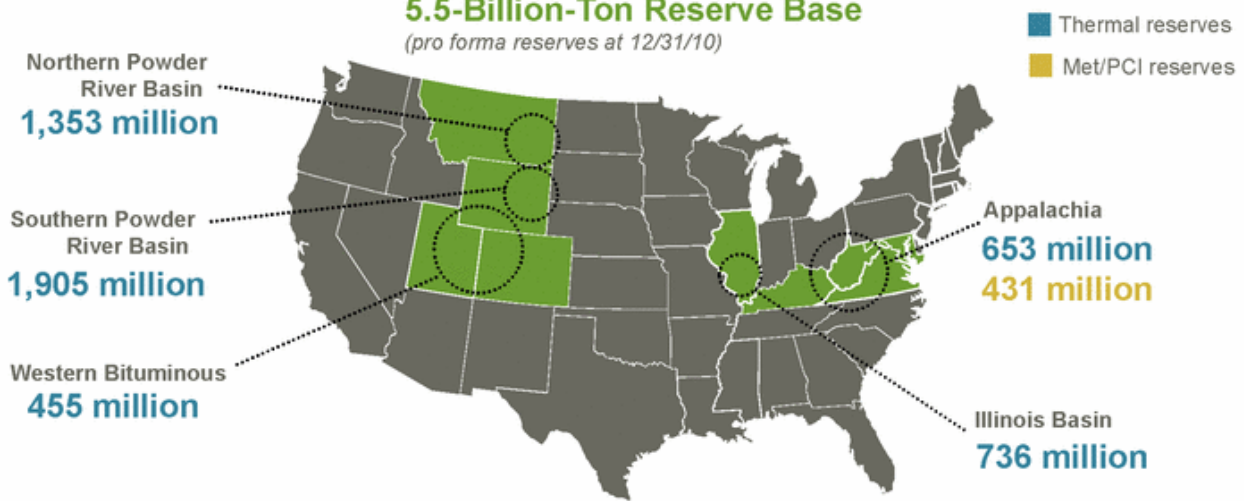 5.5-Billion-Ton Reserve Base
(pro forma reserves at 12/31/10)
Thermal reserves
Met/PCI reserves
Northern Powder
River Basin
1,353 million
Southern Powder
River Basin
1,905 million
Western Bituminous
455 million
Appalachia
653 million
431 million
Illinois Basin
736 million